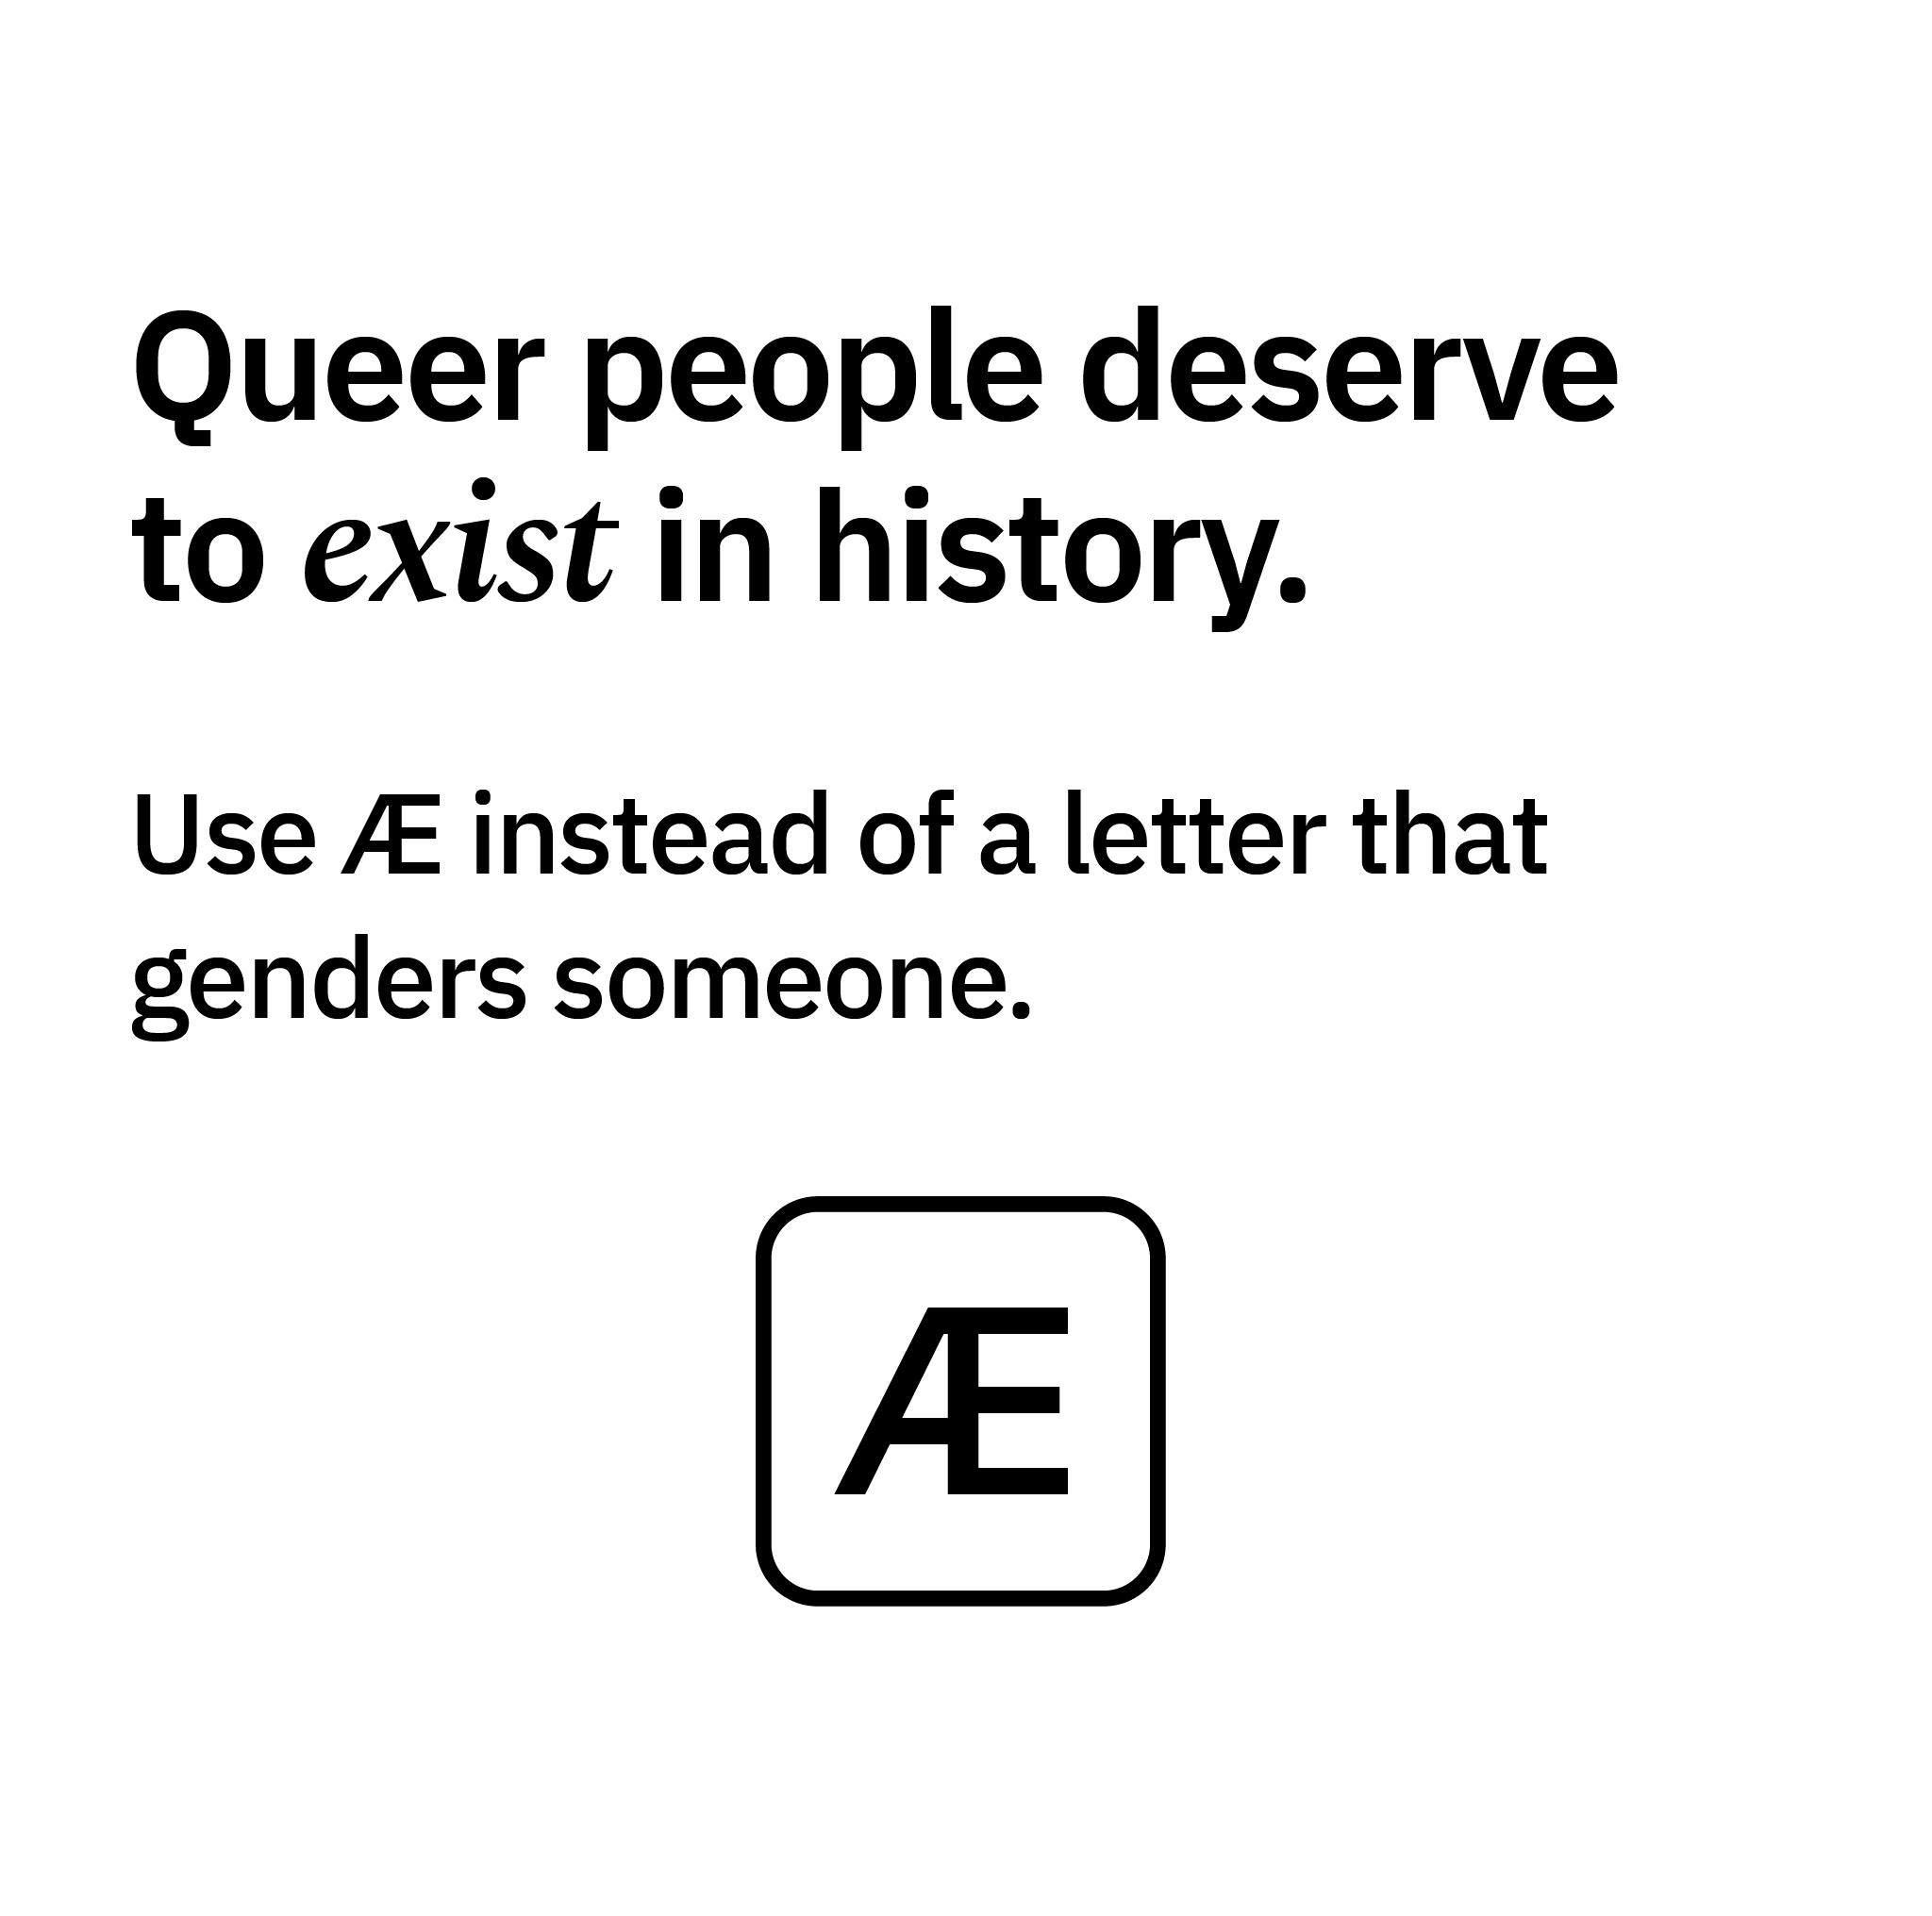 Queer people deserve
to exist in history.
Use Æ instead of a letter that
genders someone.
Æ